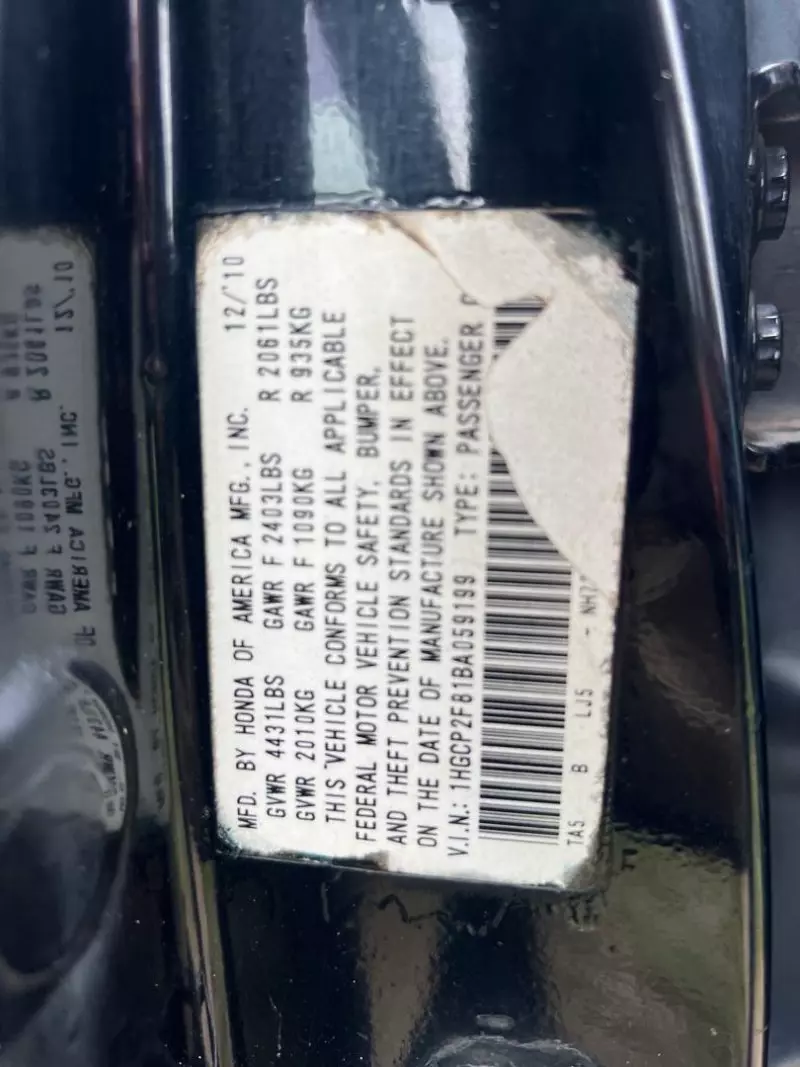 MFD. BY HONDA OF AMERICA MFG., INC. 12/'10
GVWR 4431LBS GAWR F 2403LBS R 2061LBS
GVWR 2010KG GAWR F 1090KG R 935KG
THIS VEHICLE CONFORMS TO ALL APPLICABLE
FEDERAL MOTOR VEHICLE SAFETY, BUMPER,
AND THEFT PREVENTION STANDARDS IN EFFECT
ON THE DATE OF MANUFACTURE SHOWN ABOVE.
V.I.N.: 1HGCP2F81BA059199 TYPE: PASSENGER
TA5 B LJ5 - NH7